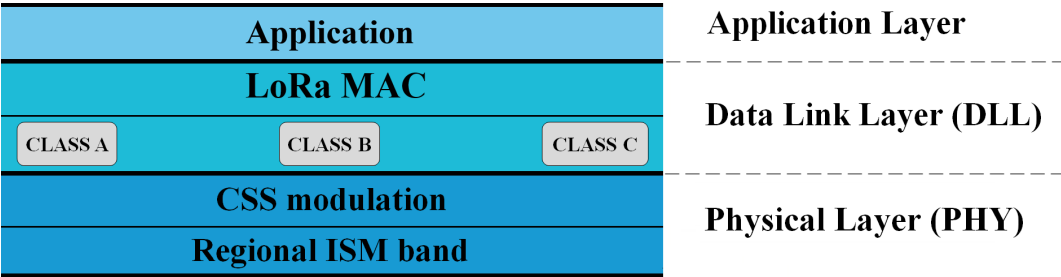 Application
Application Layer
LoRa MAC
Data Link Layer (DLL)
CLASS A CLASS B CLASS C
CSS modulation
Physical Layer (PHY)
Regional ISM band